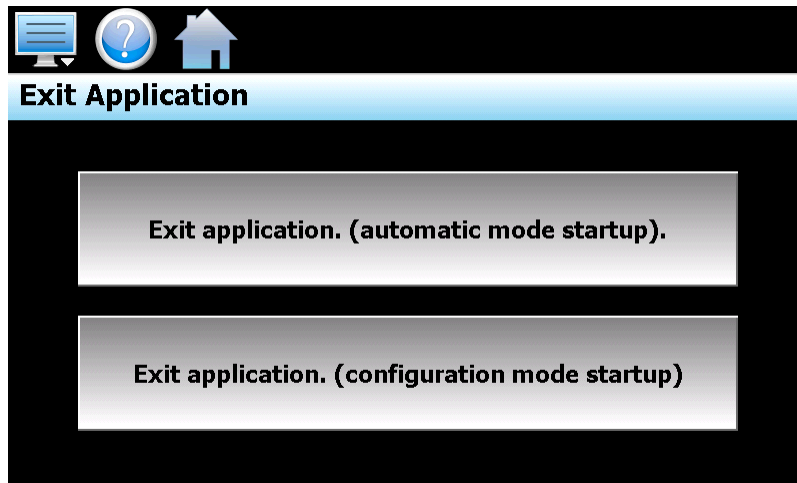 ?
Exit Application
Exit application. (automatic mode startup).
Exit application. (configuration mode startup)